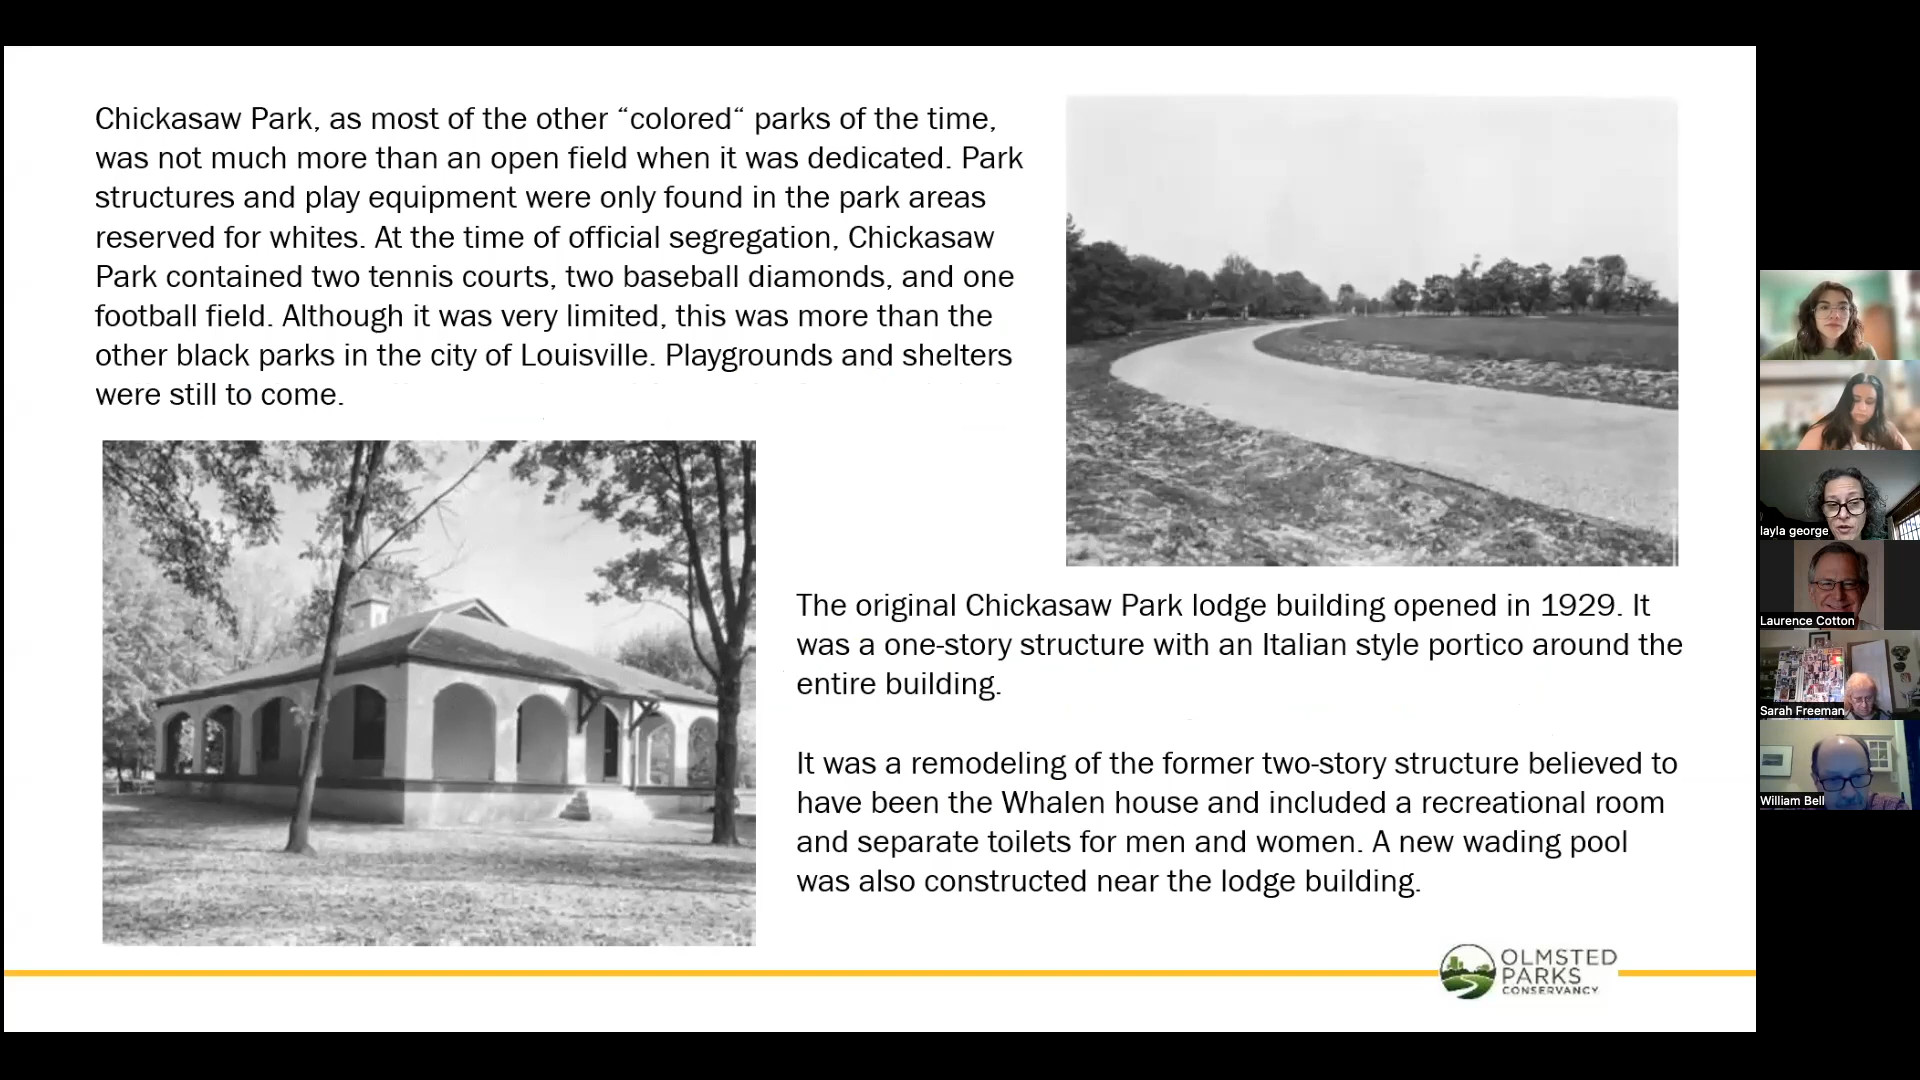 Chickasaw Park, as most of the other “colored“ parks of the time,
was not much more than an open field when it was dedicated. Park
structures and play equipment were only found in the park areas
reserved for whites. At the time of official segregation, Chickasaw
Park contained two tennis courts, two baseball diamonds, and one
football field. Although it was very limited, this was more than the
other black parks in the city of Louisville. Playgrounds and shelters
were still to come.
The original Chickasaw Park lodge building opened in 1929. It
was a one-story structure with an Italian style portico around the
entire building.
It was a remodeling of the former two-story structure believed to
have been the Whalen house and included a recreational room
and separate toilets for men and women. A new wading pool
was also constructed near the lodge building.
OLMSTED
PARKS
CONSERVANCY
layla george
Laurence Cotton
Sarah Freeman
William Bell